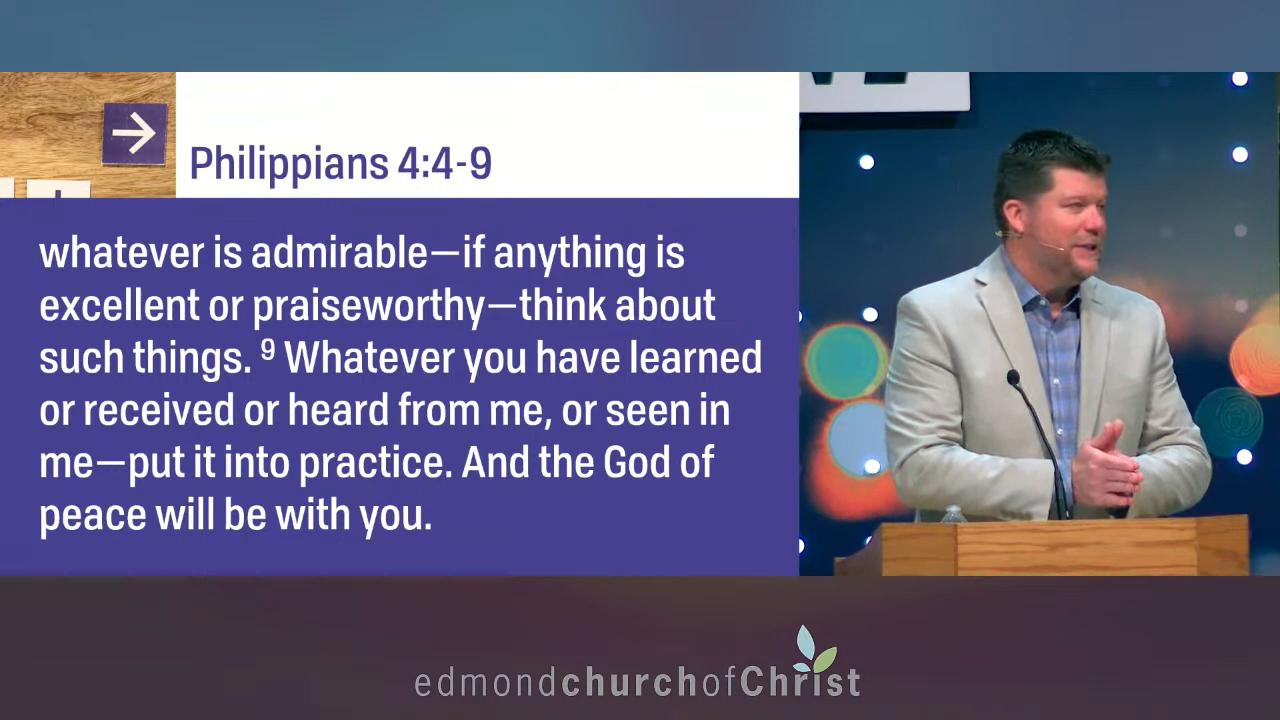 Philippians 4:4-9
whatever is admirable—if anything is
excellent or praiseworthy—think about
such things. ⁹ Whatever you have learned
or received or heard from me, or seen in
me—put it into practice. And the God of
peace will be with you.
edmondchurchofChrist